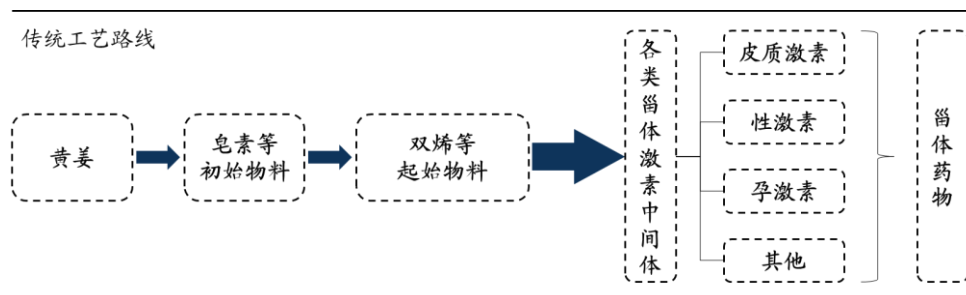 传统工艺路线
黄姜
皂素等
初始物料
双烯等
起始物料
各类甾体激素中间体
皮质激素
性激素
孕激素
其他
甾体药物